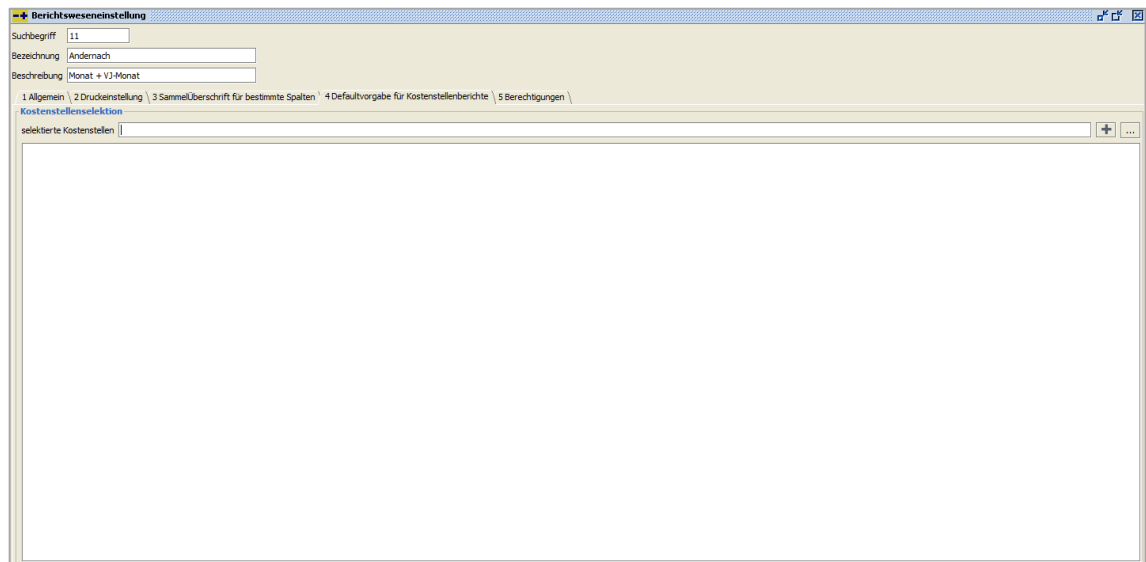 Berichtsweseneinstellung
Suchbegriff 11
Bezeichnung Andernach
Beschreibung Monat + VJ-Monat
1 Allgemein \ 2 Druckeinstellung \ 3 SammelÜberschrift für bestimmte Spalten \ 4 Defaultvorgabe für Kostenstellenberichte \ 5 Berechtigungen \
Kostenstellenselektion
selektierte Kostenstellen
...